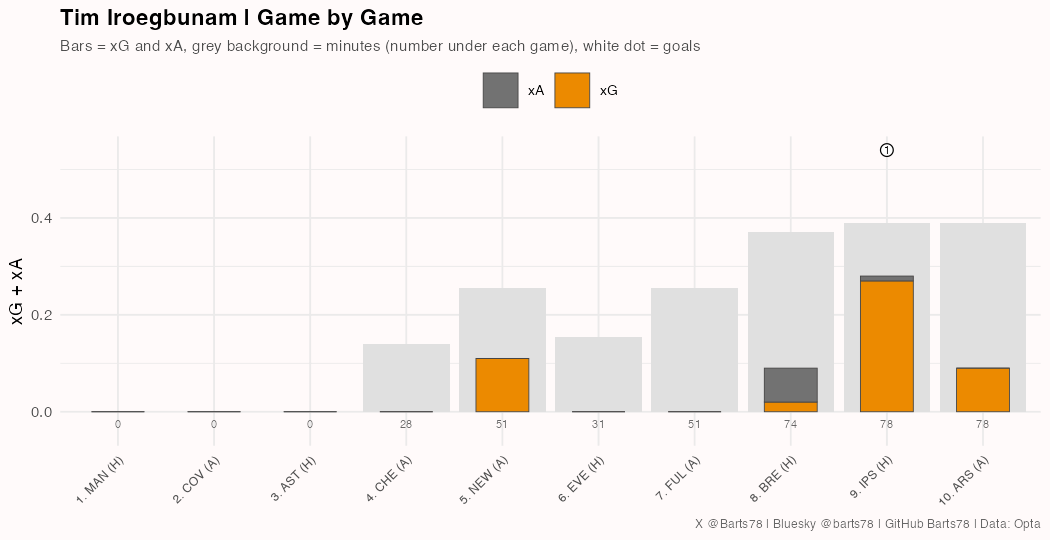 Tim Iroegbunam | Game by Game
Bars = xG and xA, grey background = minutes (number under each game), white dot = goals
xA xG
1
0.4
0.2
0.0
xG + xA
0 0 0 28 51 31 51 74 78 78
1. MAN (H) 2. COV (A) 3. AST (H) 4. CHE (A) 5. NEW (A) 6. EVE (H) 7. FUL (A) 8. BRE (H) 9. IPS (H) 10. ARS (A)
X @Barts78 | Bluesky @barts78 | GitHub Barts78 | Data: Opta